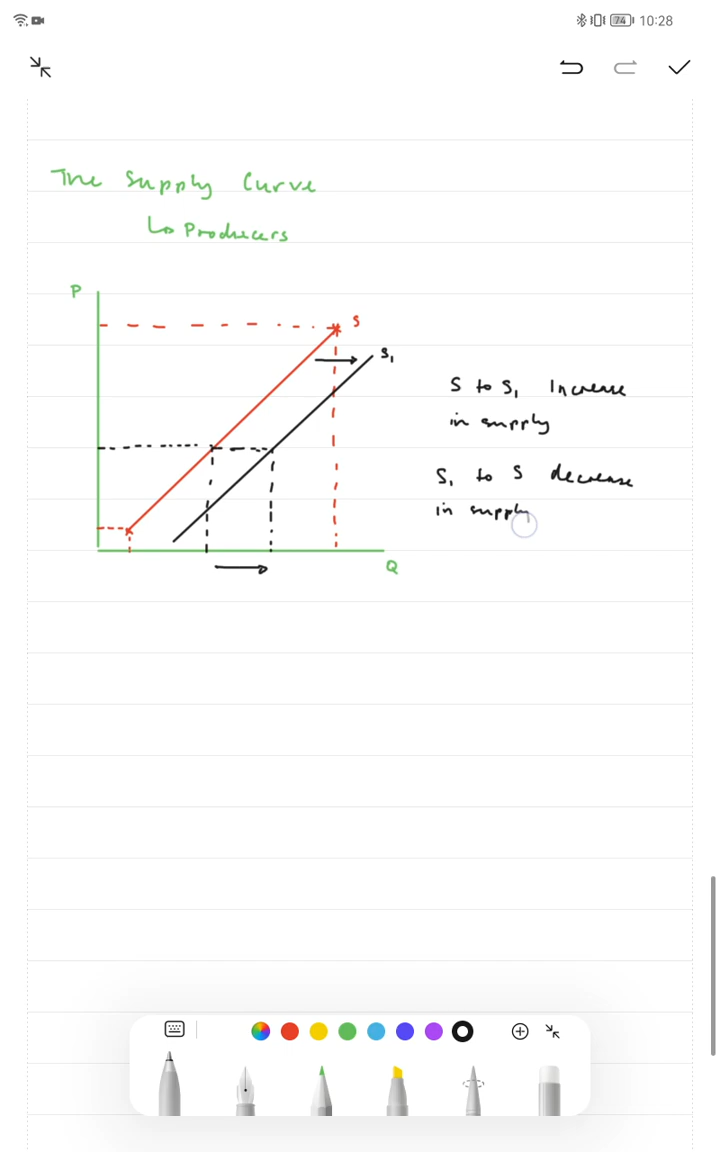 74 10:28
The Supply Curve
↳ Producers
P
S
S₁
S to S₁ Increase
in supply
S₁ to S decrease
in supply
Q